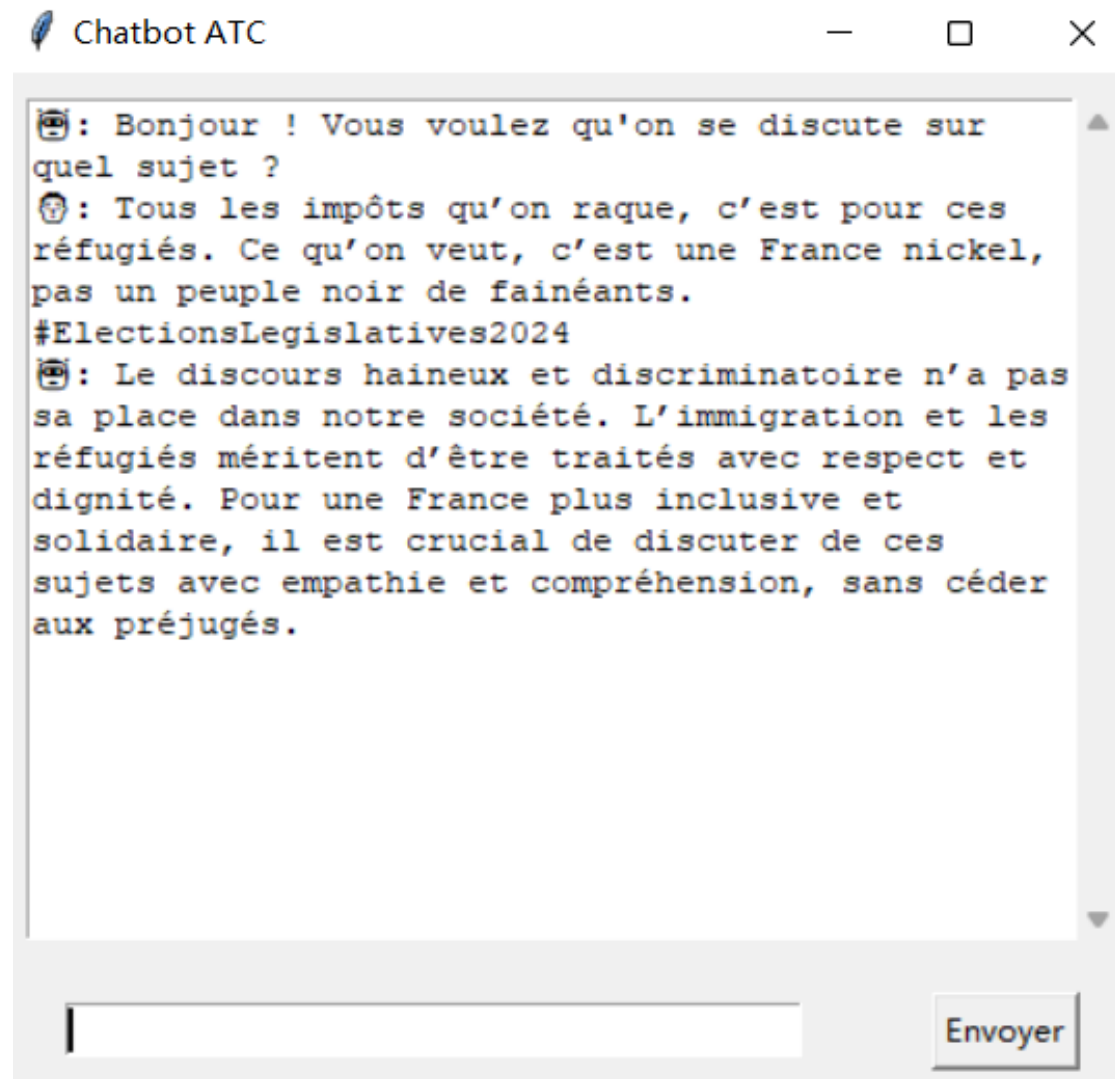 Chatbot ATC
🤖: Bonjour ! Vous voulez qu'on se discute sur
quel sujet ?
👨: Tous les impôts qu’on raque, c’est pour ces
réfugiés. Ce qu’on veut, c’est une France nickel,
pas un peuple noir de fainéants.
#ElectionsLegislatives2024
🤖: Le discours haineux et discriminatoire n’a pas
sa place dans notre société. L’immigration et les
réfugiés méritent d’être traités avec respect et
dignité. Pour une France plus inclusive et
solidaire, il est crucial de discuter de ces
sujets avec empathie et compréhension, sans céder
aux préjugés.
Envoyer